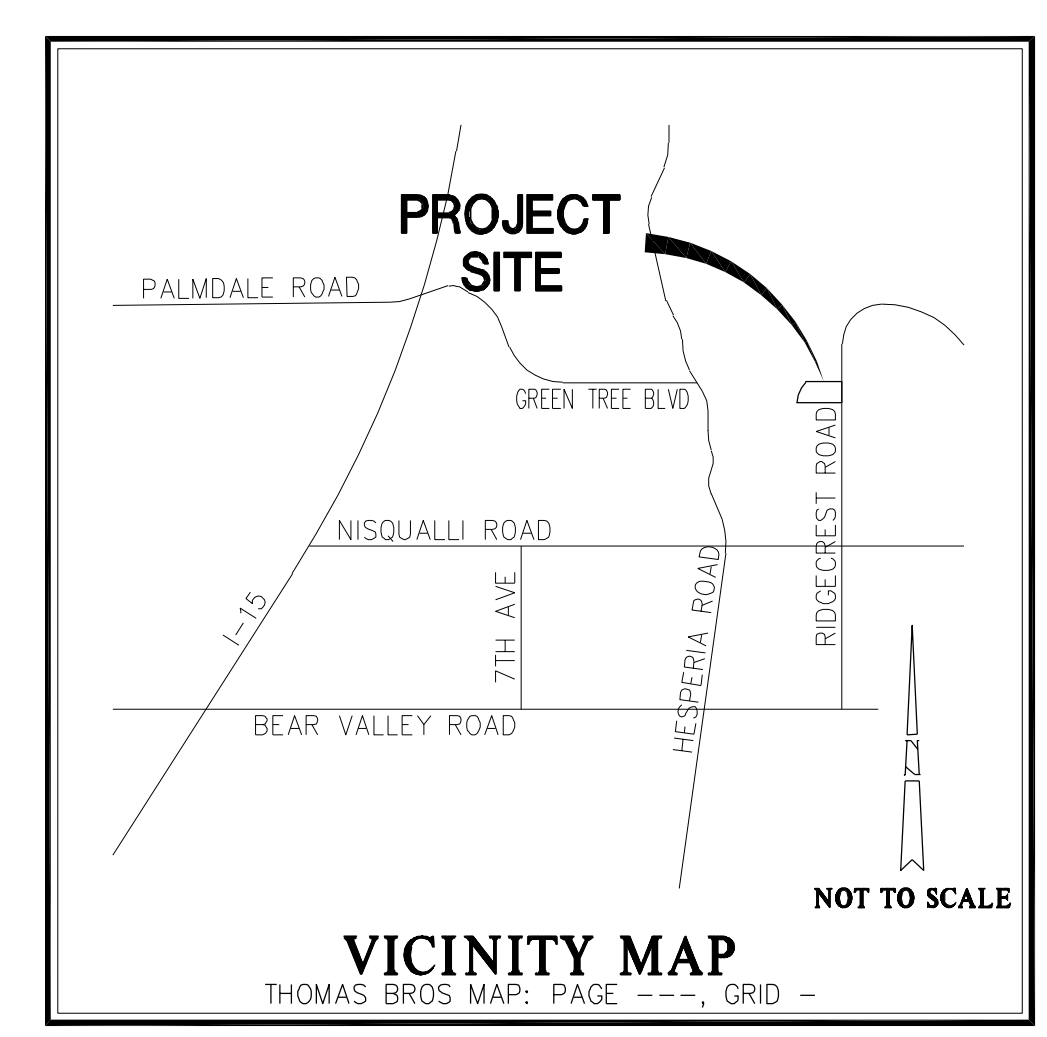 PROJECT
SITE
PALMDALE ROAD
GREEN TREE BLVD
RIDGECREST ROAD
NISQUALLI ROAD
I-15
7TH AVE
HESPERIA ROAD
BEAR VALLEY ROAD
N
NOT TO SCALE
VICINITY MAP
THOMAS BROS MAP: PAGE ---, GRID -